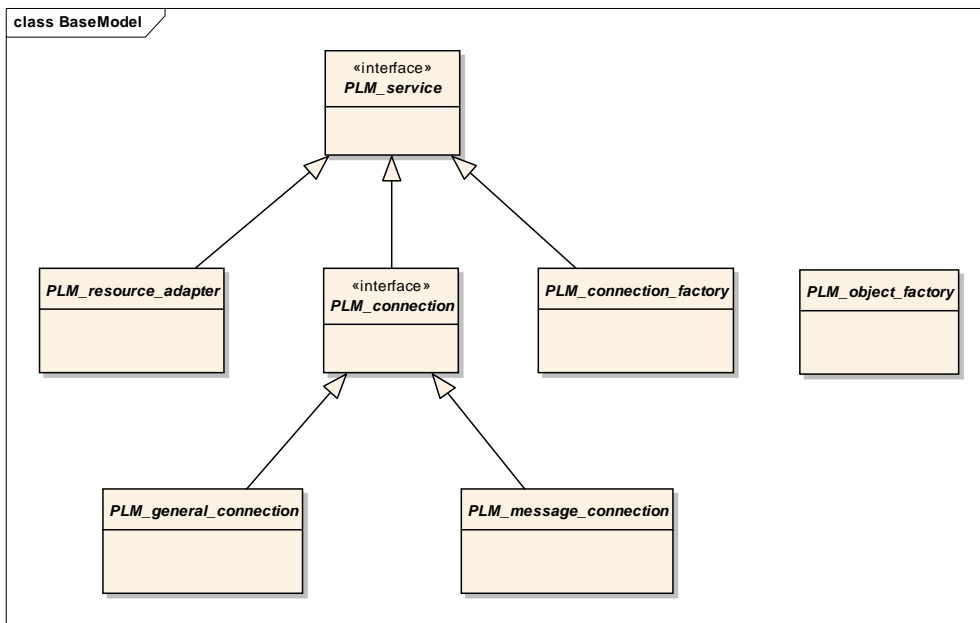 class BaseModel
«interface»
PLM_service
PLM_resource_adapter
«interface»
PLM_connection
PLM_connection_factory
PLM_object_factory
PLM_general_connection
PLM_message_connection